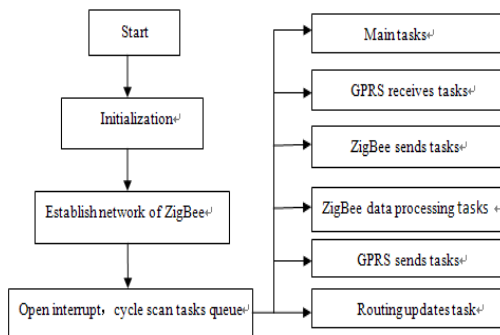 Start
Initialization↵
Establish network of ZigBee↵
Open interrupt，cycle scan tasks queue
Main tasks↵
GPRS receives tasks↵
ZigBee sends tasks↵
ZigBee data processing tasks ↵
GPRS sends tasks↵
Routing updates task↵